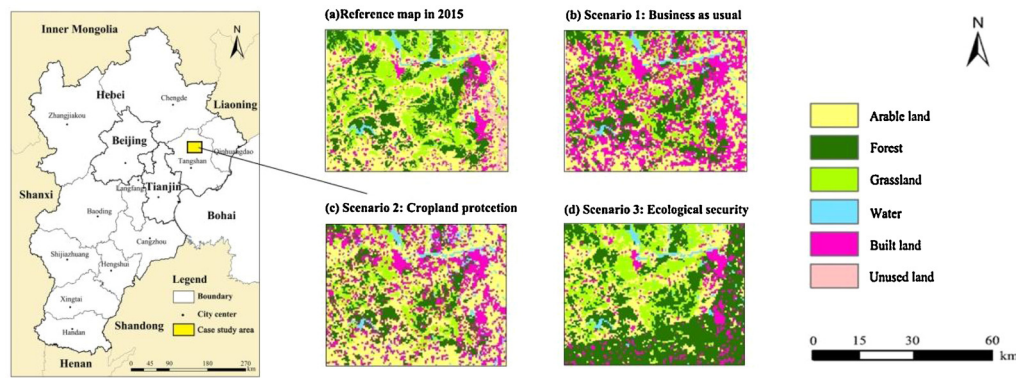 Inner Mongolia
N
Hebei
Chengde
Liaoning
Zhangjiakou
Beijing
Qinhuangdao
Tangshan
Langfang
Tianjin
Shanxi
Baoding
Bohai
Cangzhou
Shijiazhuang
Hengshui
Legend
Boundary
City center
Case study area
Xingtai
Shandong
Handan
Henan
0 45 90 180 270
km
(a)Reference map in 2015
(b) Scenario 1: Business as usual
(c) Scenario 2: Cropland protcetion
(d) Scenario 3: Ecological security
N
Arable land
Forest
Grassland
Water
Built land
Unused land
0 15 30 60
km